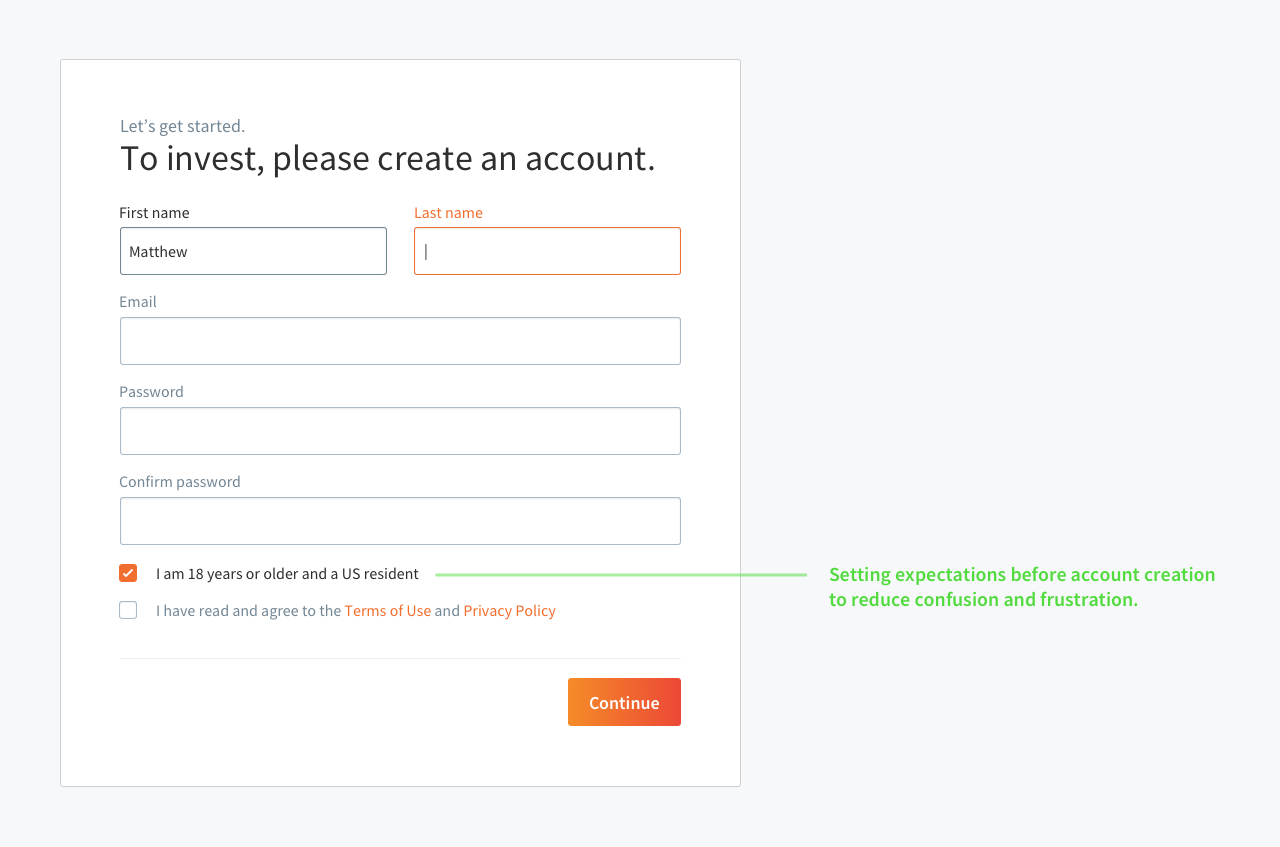 Let’s get started.
To invest, please create an account.
First name
Last name
Matthew
Email
Password
Confirm password
I am 18 years or older and a US resident
Setting expectations before account creation
to reduce confusion and frustration.
I have read and agree to the Terms of Use and Privacy Policy
Continue